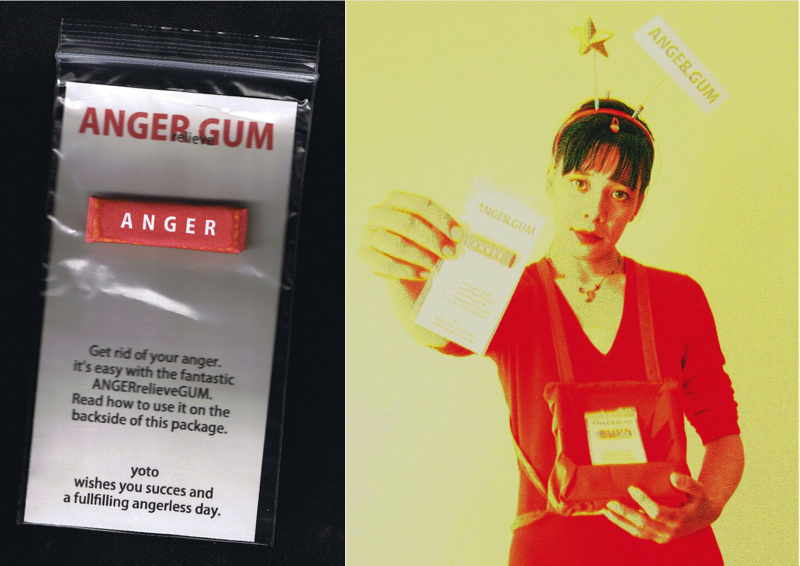 ANGER GUM
relieve
ANGER
Get rid of your anger.
it's easy with the fantastic
ANGERrelieveGUM.
Read how to use it on the
backside of this package.
yoto
wishes you succes and
a fullfilling angerless day.
ANGER GUM
ANGER GUM